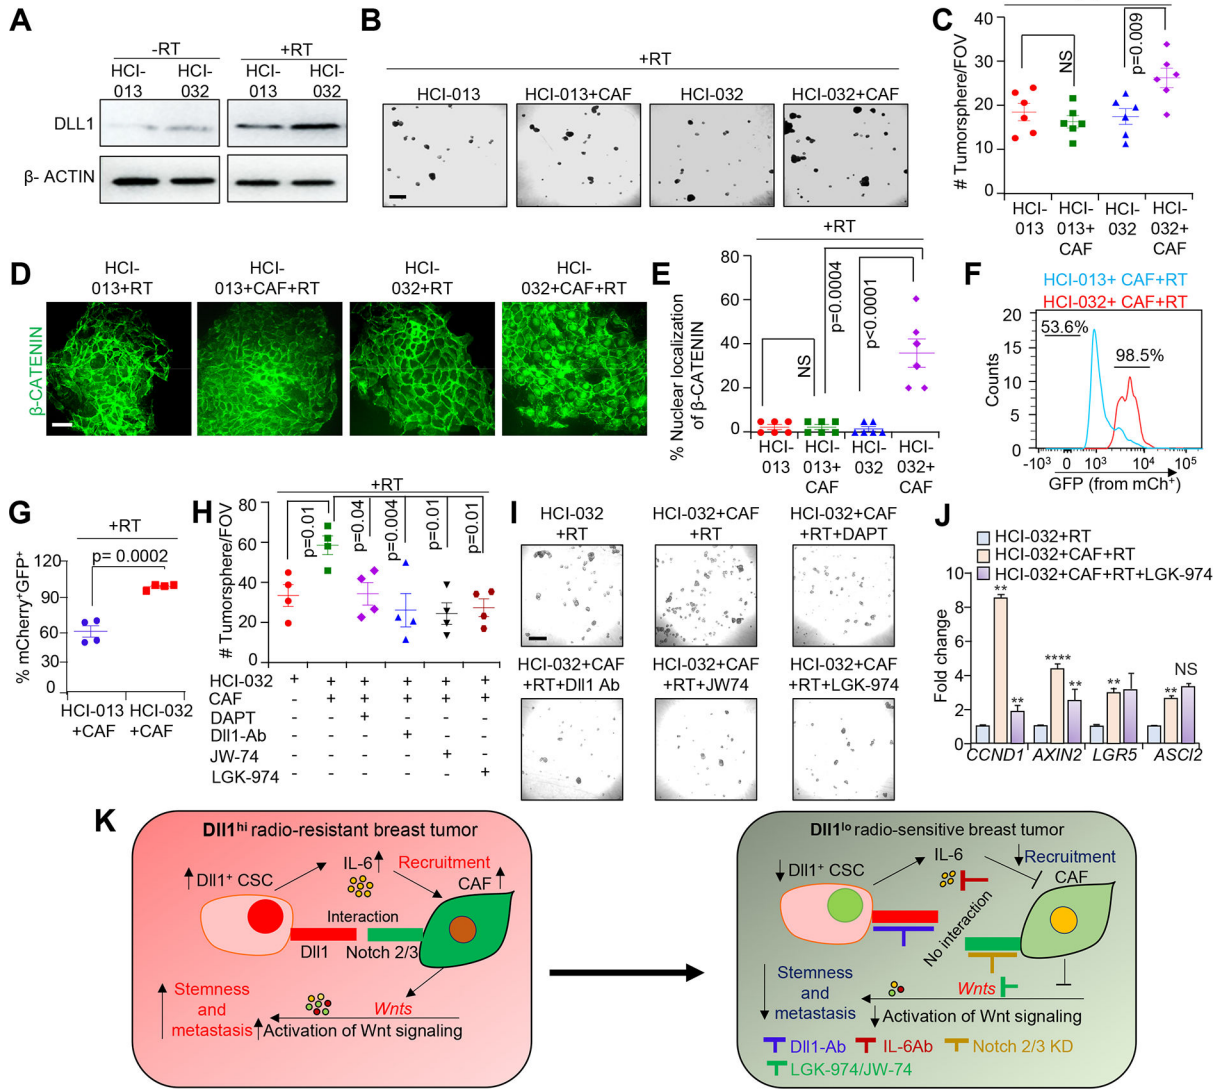 A
-RT
+RT
HCI-
013
HCI-
032
HCI-
013
HCI-
032
DLL1
β- ACTIN
B
+RT
HCI-013
HCI-013+CAF
HCI-032
HCI-032+CAF
C
# Tumorsphere/FOV
40
30
20
10
0
NS
p=0.009
HCI-
013
HCI-
013+
CAF
HCI-
032
HCI-
032+
CAF
D
HCI-
013+RT
HCI-
013+CAF+RT
HCI-
032+RT
HCI-
032+CAF+RT
β-CATENIN
E
+RT
% Nuclear localization
of β-CATENIN
80
60
40
20
0
NS
p=0.0004
p<0.0001
HCI-
013
HCI-
013+
CAF
HCI-
032
HCI-
032+
CAF
F
HCI-013+ CAF+RT
HCI-032+ CAF+RT
53.6%
98.5%
Counts
20
15
10
5
0
-10³ 0 10³ 10⁴ 10⁵
GFP (from mCh⁺)
G
+RT
p= 0.0002
% mCherry⁺GFP⁺
120
90
60
30
0
HCI-013
+CAF
HCI-032
+CAF
H
+RT
# Tumorsphere/FOV
80
60
40
20
0
p=0.01
p=0.04
p=0.004
p=0.01
p=0.01
HCI-032 + + + + + +
CAF - + + + + +
DAPT - - + - - -
Dll1-Ab - - - + - -
JW-74 - - - - + -
LGK-974 - - - - - +
I
HCI-032
+RT
HCI-032+CAF
+RT
HCI-032+CAF
+RT+DAPT
HCI-032+CAF
+RT+Dll1 Ab
HCI-032+CAF
+RT+JW74
HCI-032+CAF
+RT+LGK-974
J
HCI-032+RT
HCI-032+CAF+RT
HCI-032+CAF+RT+LGK-974
Fold change
10
8
6
4
2
0
**
**
****
**
**
**
NS
CCND1 AXIN2 LGR5 ASCl2
K
Dll1hi radio-resistant breast tumor
Dll1⁺ CSC
IL-6
Recruitment
CAF
Interaction
Dll1
Notch 2/3
Stemness
and
metastasis
Wnts
Activation of Wnt signaling
Dll1lo radio-sensitive breast tumor
Dll1⁺ CSC
IL-6
Recruitment
CAF
No interaction
Stemness
and
metastasis
Wnts
Activation of Wnt signaling
Dll1-Ab
IL-6Ab
Notch 2/3 KD
LGK-974/JW-74